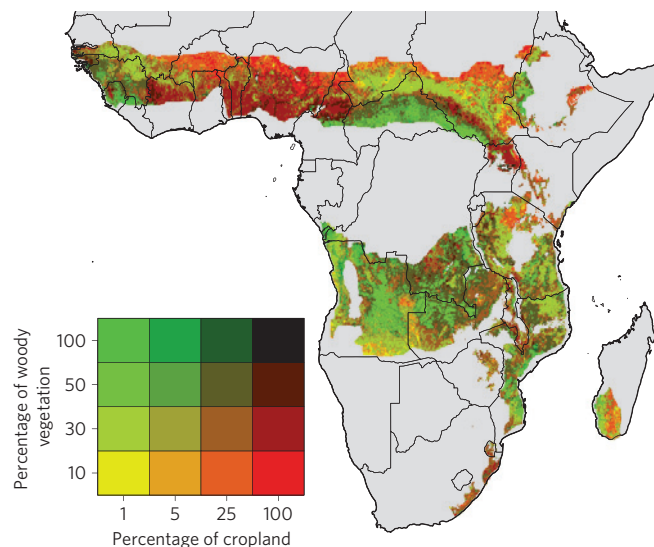 Percentage of woody
vegetation
100
50
30
10
1 5 25 100
Percentage of cropland